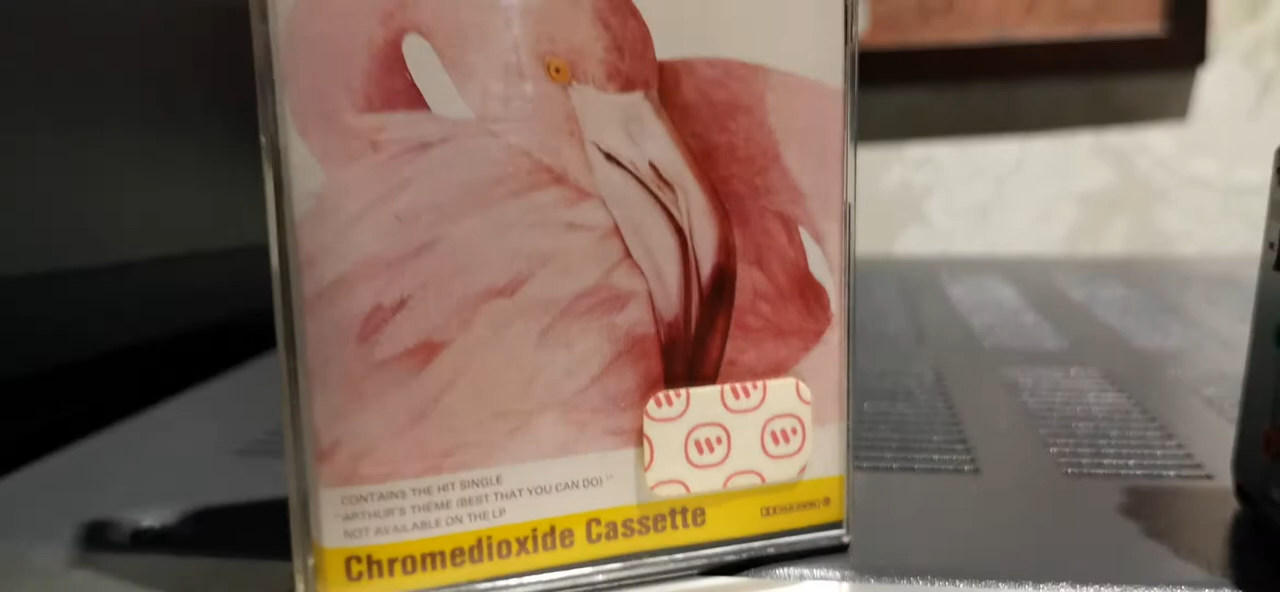 CONTAINS THE HIT SINGLE
"ARTHUR'S THEME (BEST THAT YOU CAN DO)"
NOT AVAILABLE ON THE LP
Chromedioxide Cassette